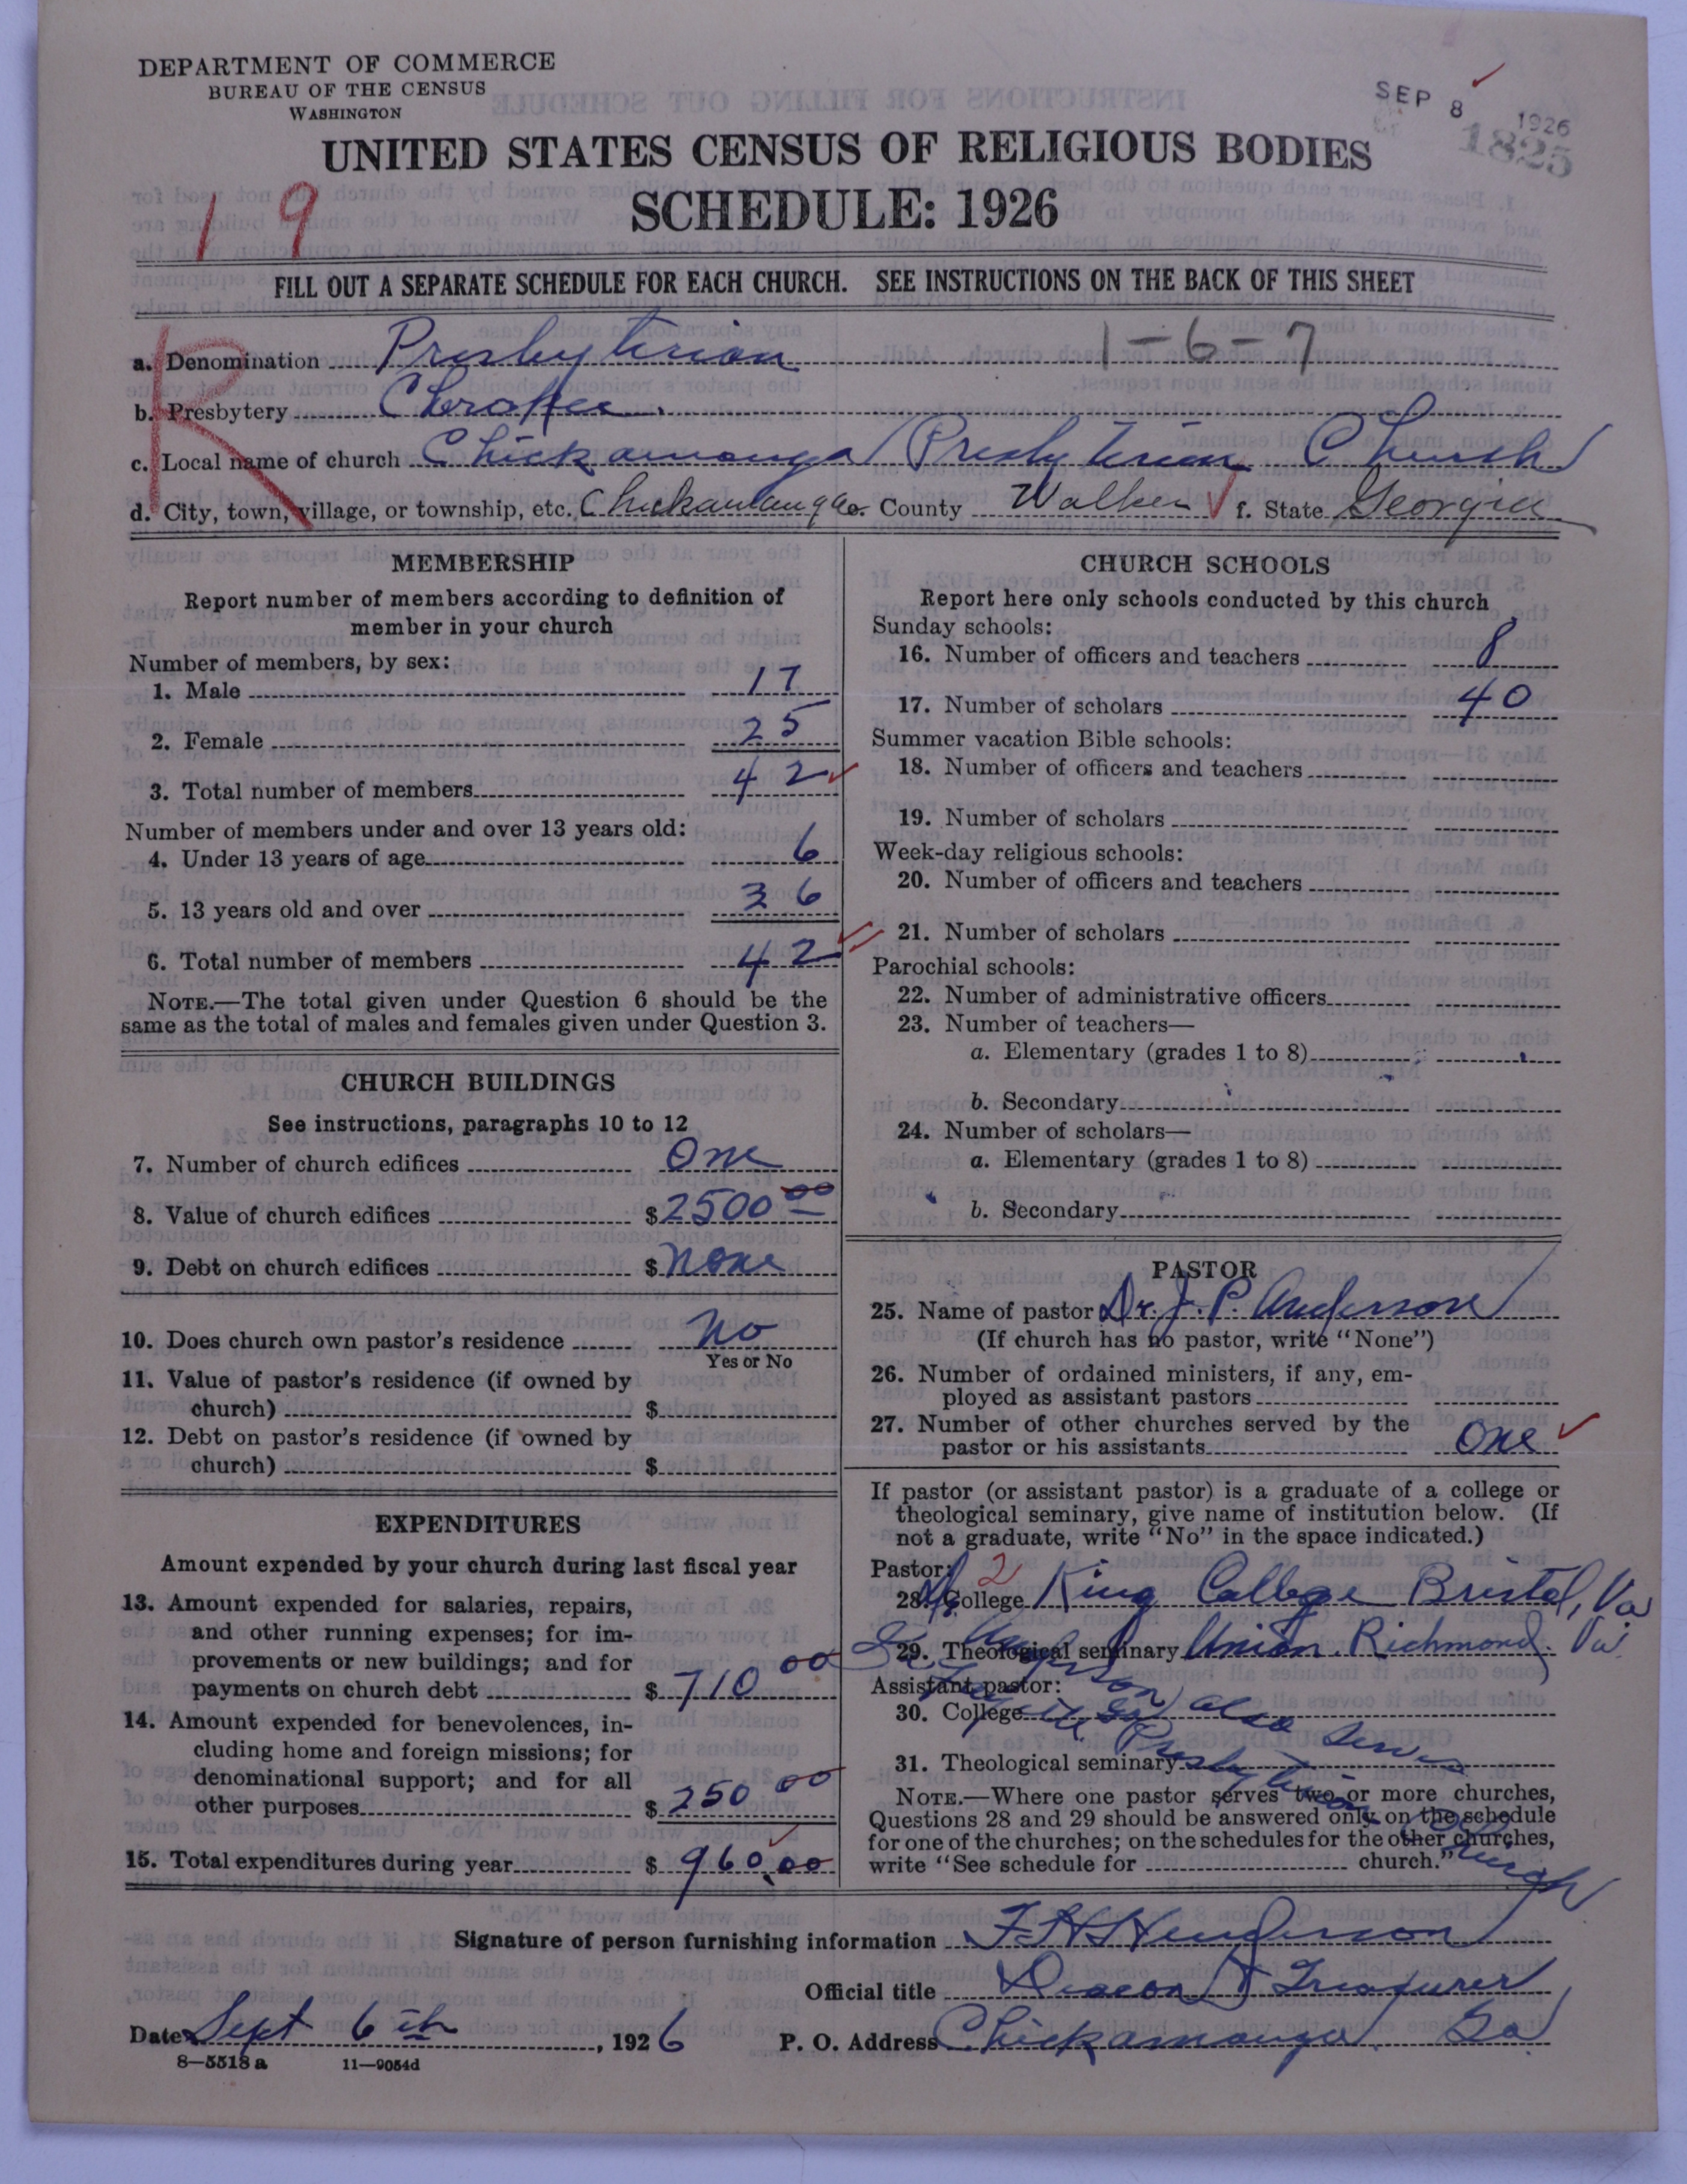 DEPARTMENT OF COMMERCE
BUREAU OF THE CENSUS
WASHINGTON
SEP 8 1926
1825
UNITED STATES CENSUS OF RELIGIOUS BODIES
SCHEDULE: 1926
19
FILL OUT A SEPARATE SCHEDULE FOR EACH CHURCH. SEE INSTRUCTIONS ON THE BACK OF THIS SHEET
R
a. Denomination Presbyterian 1-6-7
b. Presbytery Cherokee.
c. Local name of church Chickamauga Presbyterian Church
d. City, town, village, or township, etc. Chickamauga e. County Walker f. State Georgia
MEMBERSHIP
Report number of members according to definition of
member in your church
Number of members, by sex:
1. Male 17
2. Female 25
3. Total number of members 42
Number of members under and over 13 years old:
4. Under 13 years of age 6
5. 13 years old and over 36
6. Total number of members 42
NOTE.—The total given under Question 6 should be the
same as the total of males and females given under Question 3.
CHURCH BUILDINGS
See instructions, paragraphs 10 to 12
7. Number of church edifices One
8. Value of church edifices $2500 00
9. Debt on church edifices $ None
10. Does church own pastor's residence No
Yes or No
11. Value of pastor's residence (if owned by
church) $
12. Debt on pastor's residence (if owned by
church) $
EXPENDITURES
Amount expended by your church during last fiscal year
13. Amount expended for salaries, repairs,
and other running expenses; for im-
provements or new buildings; and for
payments on church debt $ 710 00
14. Amount expended for benevolences, in-
cluding home and foreign missions; for
denominational support; and for all
other purposes $ 250 00
15. Total expenditures during year $ 960.00
CHURCH SCHOOLS
Report here only schools conducted by this church
Sunday schools:
16. Number of officers and teachers 8
17. Number of scholars 40
Summer vacation Bible schools:
18. Number of officers and teachers
19. Number of scholars
Week-day religious schools:
20. Number of officers and teachers
21. Number of scholars
Parochial schools:
22. Number of administrative officers
23. Number of teachers—
a. Elementary (grades 1 to 8)
b. Secondary
24. Number of scholars—
a. Elementary (grades 1 to 8)
b. Secondary
PASTOR
25. Name of pastor Dr. J. P. Anderson
(If church has no pastor, write "None")
26. Number of ordained ministers, if any, em-
ployed as assistant pastors
27. Number of other churches served by the
pastor or his assistants One
If pastor (or assistant pastor) is a graduate of a college or
theological seminary, give name of institution below. (If
not a graduate, write "No" in the space indicated.)
Pastor: 2
28. College King College Bristol, Va
29. Theological seminary Union. Richmond. Va.
Assistant pastor:
30. College
31. Theological seminary
Dr. Anderson also serves
Presbyterian Church
NOTE.—Where one pastor serves two or more churches,
Questions 28 and 29 should be answered only on the schedule
for one of the churches; on the schedules for the other churches,
write "See schedule for church."
Signature of person furnishing information F. H. Henderson
Official title Deacon & Treasurer
Date Sept 6th, 1926 P. O. Address Chickamauga Ga
8—5518 a 11—9054d